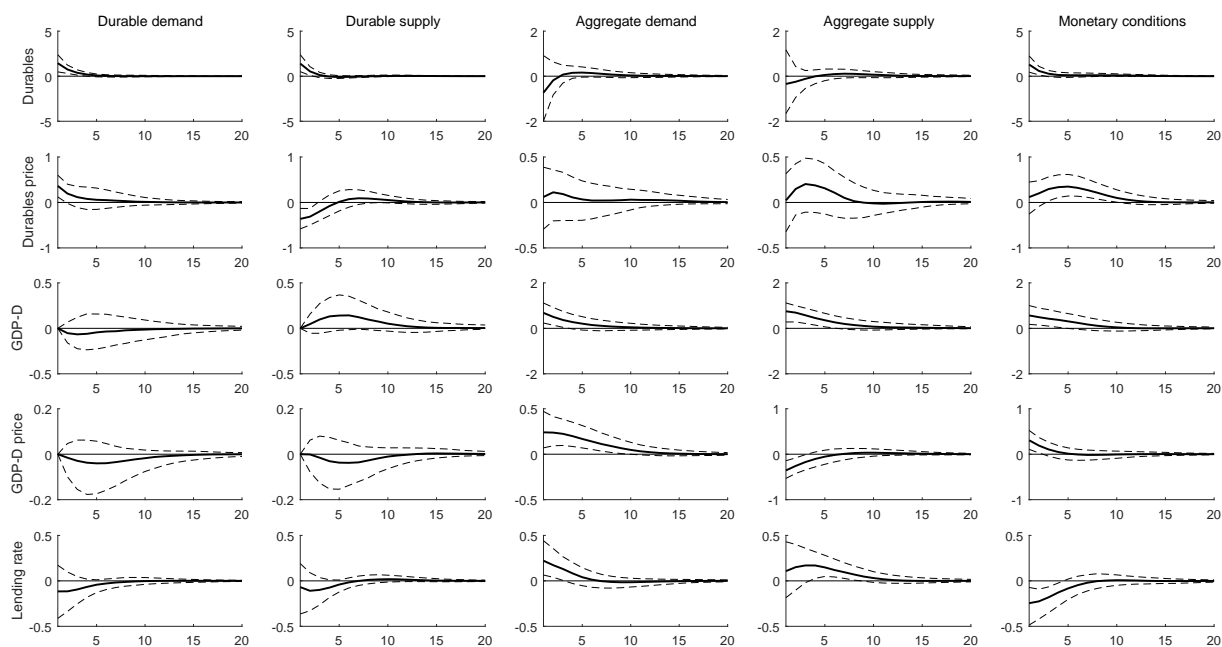 Durable demand Durable supply Aggregate demand Aggregate supply Monetary conditions
Durables
5 5 2 2 5
0 0 0 0 0
-5 -5 -2 -2 -5
5 10 15 20 5 10 15 20 5 10 15 20 5 10 15 20 5 10 15 20
Durables price
1 1 0.5 0.5 1
0 0 0 0 0
-1 -1 -0.5 -0.5 -1
5 10 15 20 5 10 15 20 5 10 15 20 5 10 15 20 5 10 15 20
GDP-D
0.5 0.5 2 2 2
0 0 0 0 0
-0.5 -0.5 -2 -2 -2
5 10 15 20 5 10 15 20 5 10 15 20 5 10 15 20 5 10 15 20
GDP-D price
0.2 0.2 0.5 1 1
0 0 0 0 0
-0.2 -0.2 -0.5 -1 -1
5 10 15 20 5 10 15 20 5 10 15 20 5 10 15 20 5 10 15 20
Lending rate
0.5 0.5 0.5 0.5 0.5
0 0 0 0 0
-0.5 -0.5 -0.5 -0.5 -0.5
5 10 15 20 5 10 15 20 5 10 15 20 5 10 15 20 5 10 15 20